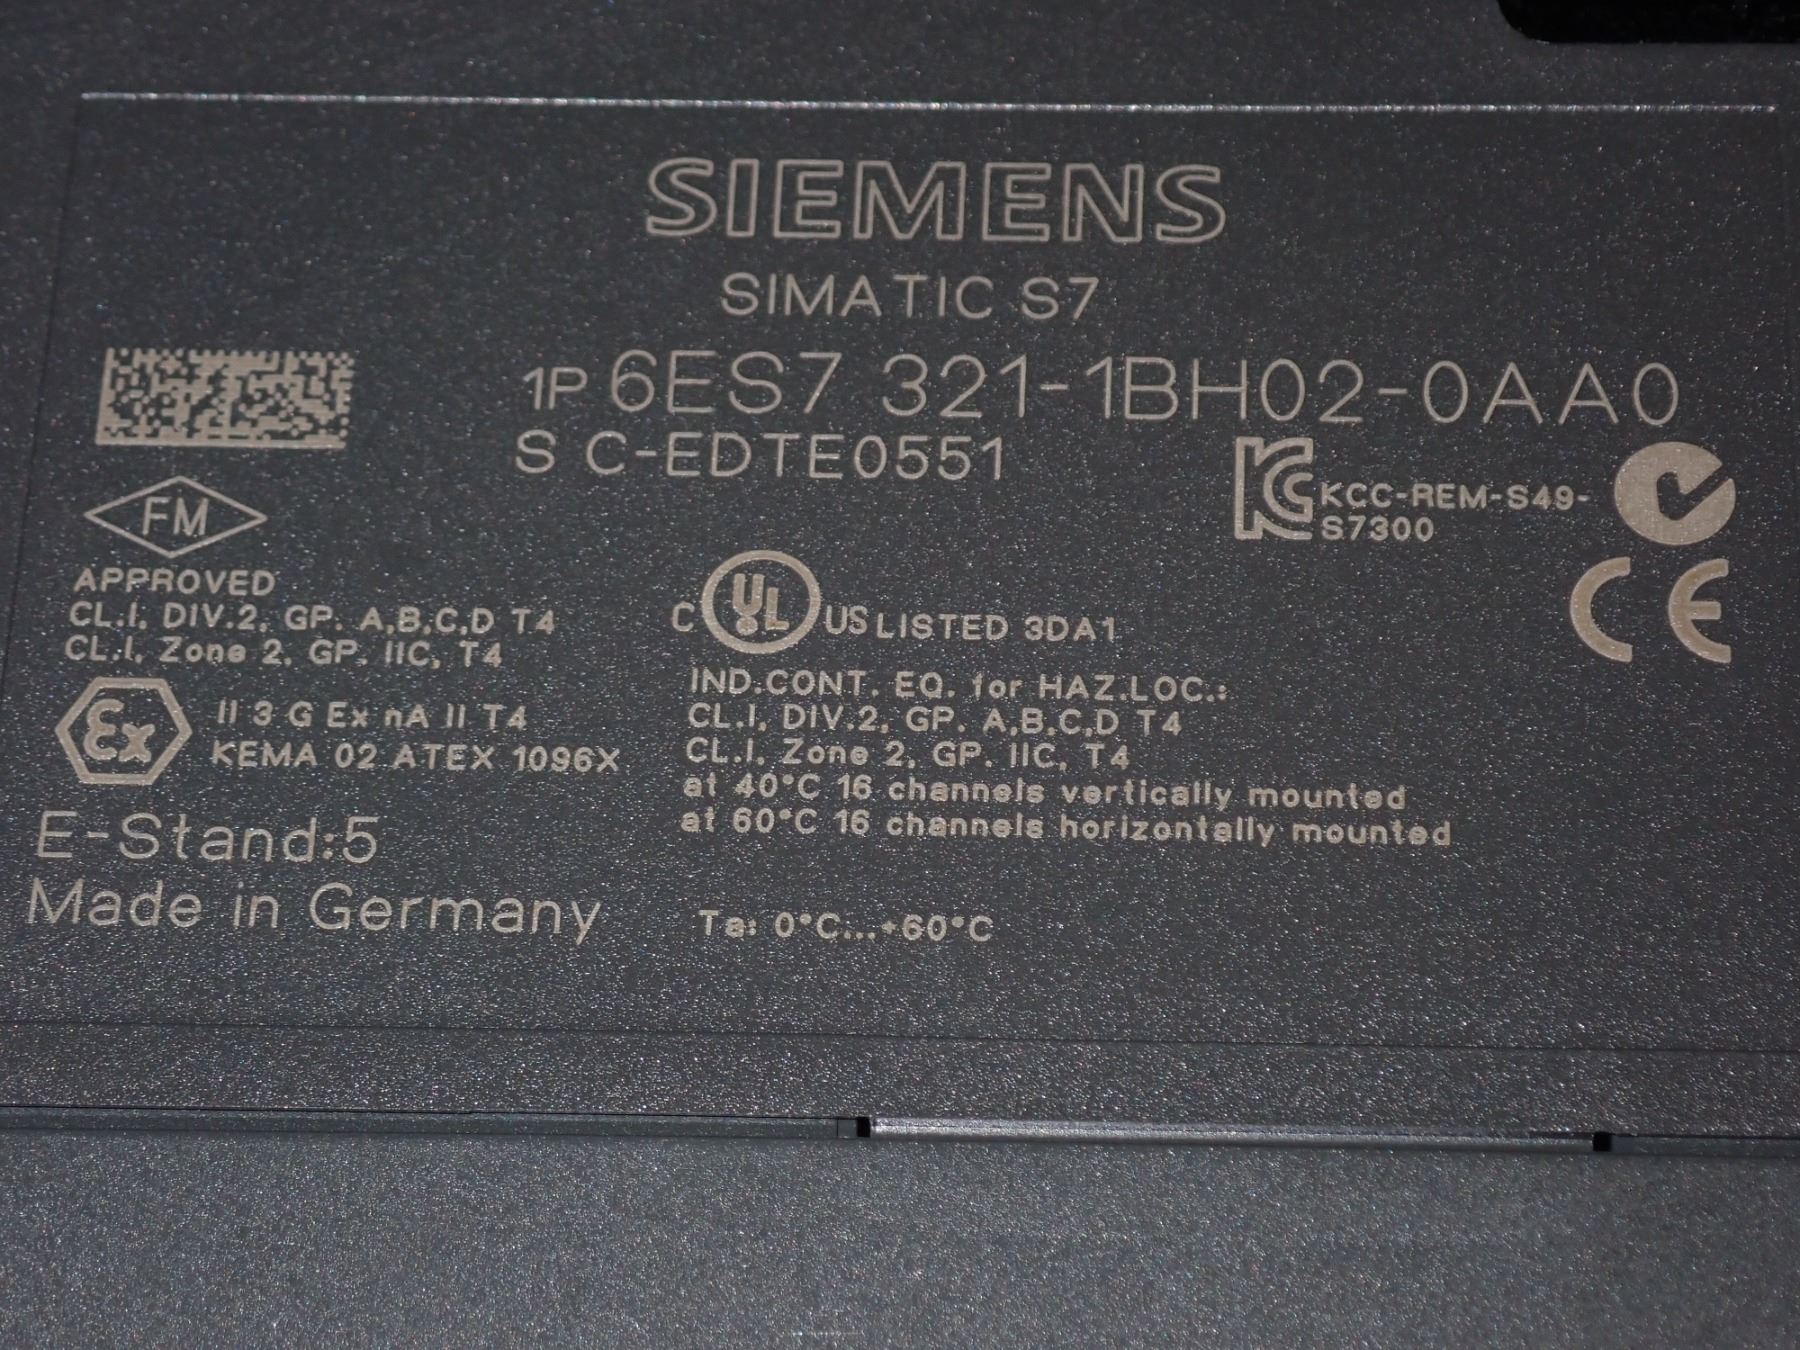 SIEMENS
SIMATIC S7
1P 6ES7 321-1BH02-0AA0
S C-EDTE0551
KCC-REM-S49-
S7300
FM
APPROVED
CL.I, DIV.2, GP. A,B,C,D T4
CL.I, Zone 2, GP. IIC, T4
Ex II 3 G Ex nA II T4
KEMA 02 ATEX 1096X
E-Stand:5
Made in Germany
C UL US LISTED 3DA1
IND.CONT. EQ. for HAZ.LOC.:
CL.I, DIV.2, GP. A,B,C,D T4
CL.I, Zone 2, GP. IIC, T4
at 40°C 16 channels vertically mounted
at 60°C 16 channels horizontally mounted
Ta: 0°C...+60°C
CE